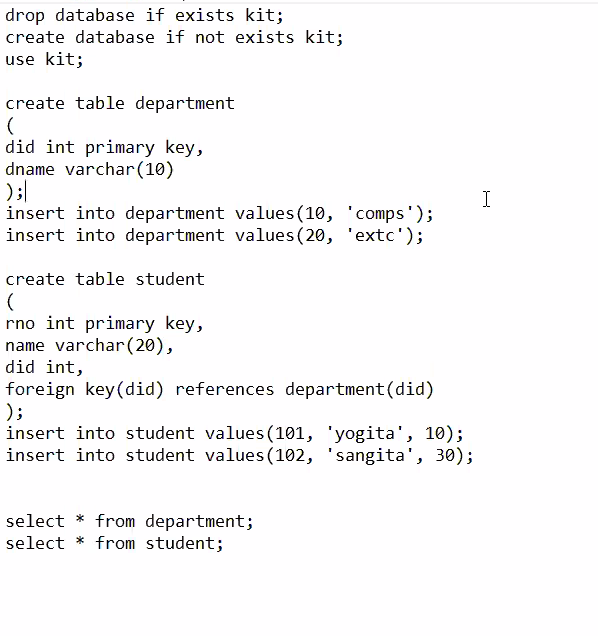 drop database if exists kit;
create database if not exists kit;
use kit;
create table department
(
did int primary key,
dname varchar(10)
);
insert into department values(10, 'comps');
insert into department values(20, 'extc');
create table student
(
rno int primary key,
name varchar(20),
did int,
foreign key(did) references department(did)
);
insert into student values(101, 'yogita', 10);
insert into student values(102, 'sangita', 30);
select * from department;
select * from student;